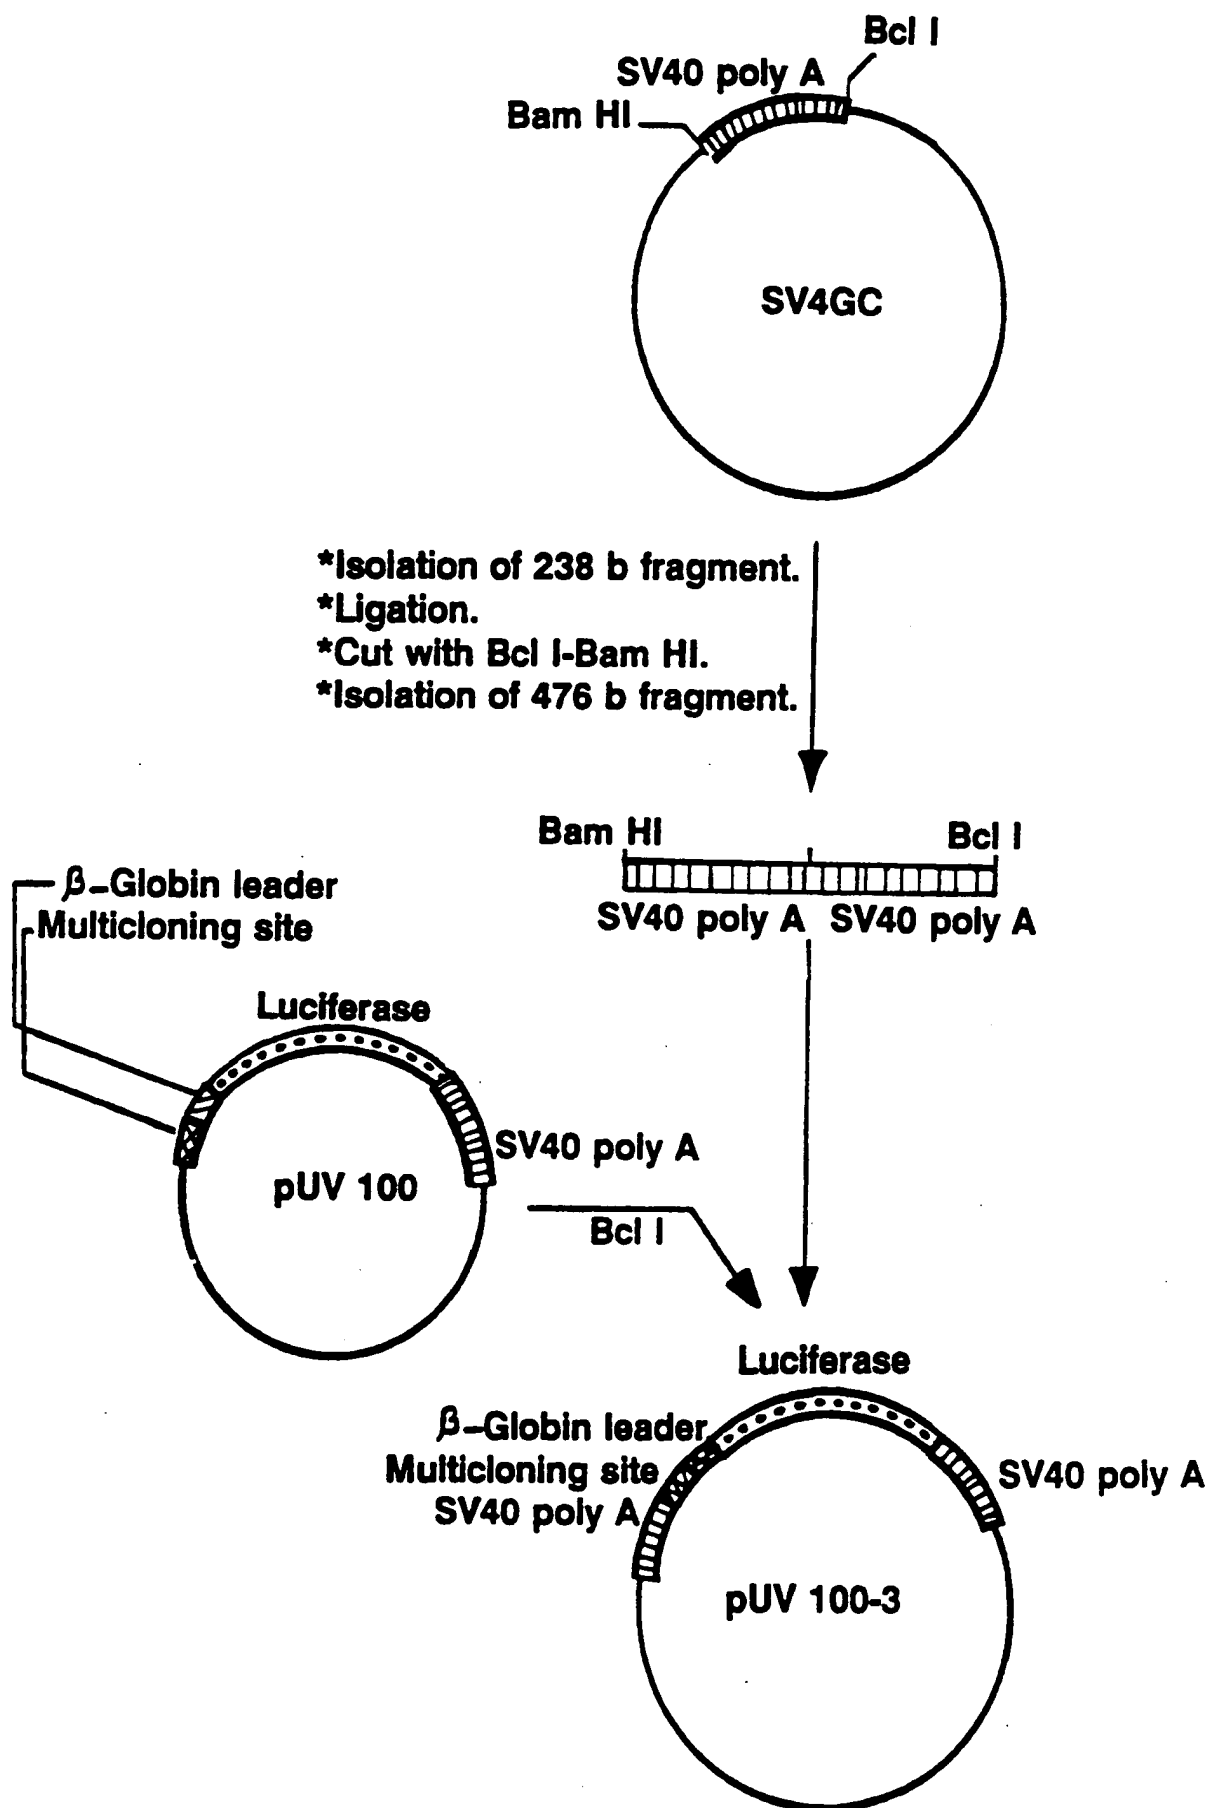 Bcl I
SV40 poly A
Bam HI
SV4GC
*Isolation of 238 b fragment.
*Ligation.
*Cut with Bcl I-Bam HI.
*Isolation of 476 b fragment.
Bam HI
Bcl I
SV40 poly A SV40 poly A
β-Globin leader
Multicloning site
Luciferase
SV40 poly A
pUV 100
Bcl I
Luciferase
β-Globin leader
Multicloning site
SV40 poly A
SV40 poly A
pUV 100-3